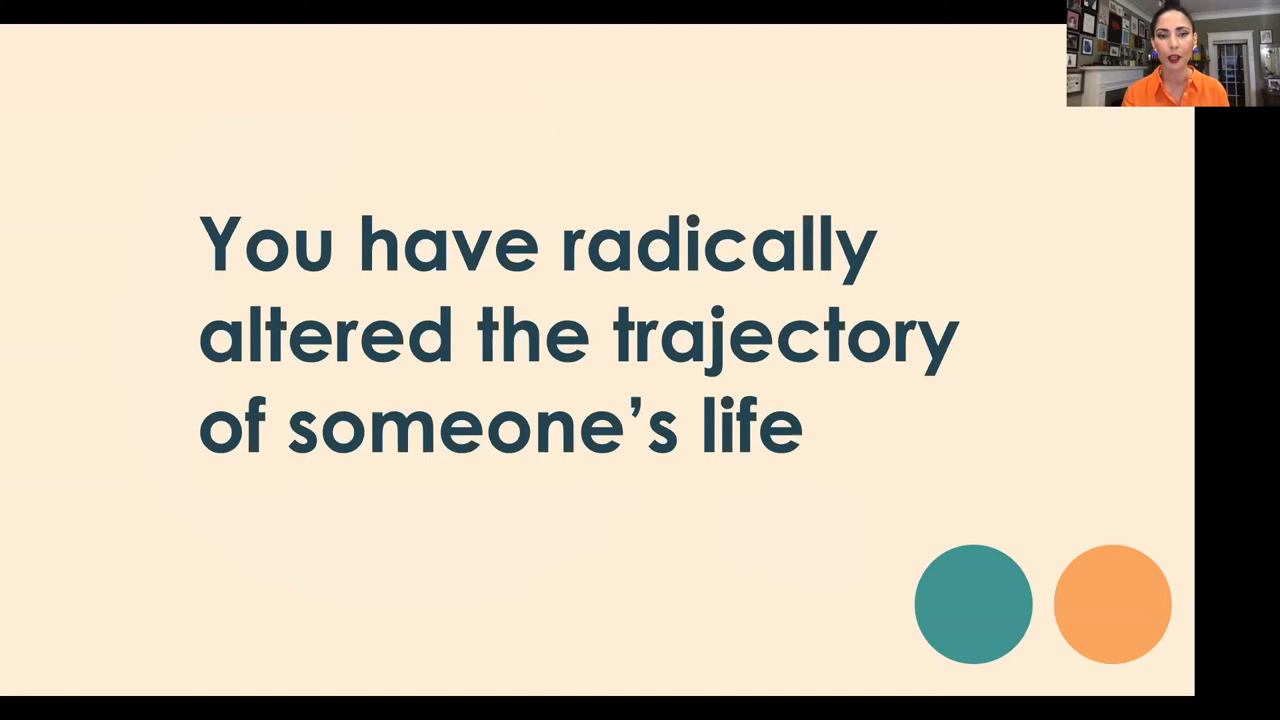 You have radically
altered the trajectory
of someone’s life